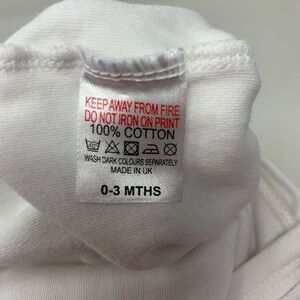 KEEP AWAY FROM FIRE
DO NOT IRON ON PRINT
100% COTTON
WASH DARK COLOURS SEPARATELY
MADE IN UK
0-3 MTHS